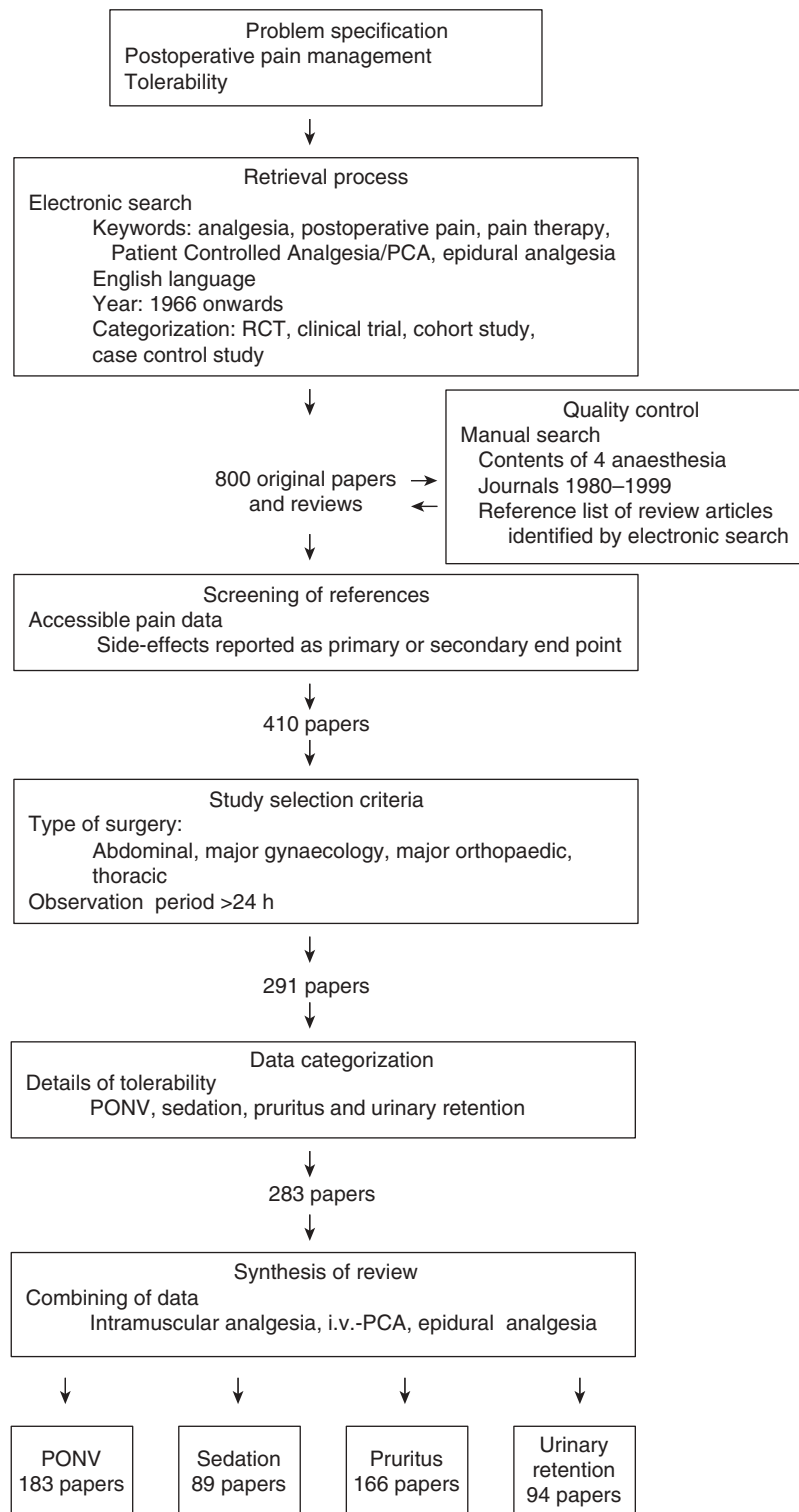 Problem specification
Postoperative pain management
Tolerability
Retrieval process
Electronic search
Keywords: analgesia, postoperative pain, pain therapy,
Patient Controlled Analgesia/PCA, epidural analgesia
English language
Year: 1966 onwards
Categorization: RCT, clinical trial, cohort study,
case control study
800 original papers
and reviews
Quality control
Manual search
Contents of 4 anaesthesia
Journals 1980–1999
Reference list of review articles
identified by electronic search
Screening of references
Accessible pain data
Side-effects reported as primary or secondary end point
410 papers
Study selection criteria
Type of surgery:
Abdominal, major gynaecology, major orthopaedic,
thoracic
Observation period >24 h
291 papers
Data categorization
Details of tolerability
PONV, sedation, pruritus and urinary retention
283 papers
Synthesis of review
Combining of data
Intramuscular analgesia, i.v.-PCA, epidural analgesia
PONV
183 papers
Sedation
89 papers
Pruritus
166 papers
Urinary
retention
94 papers